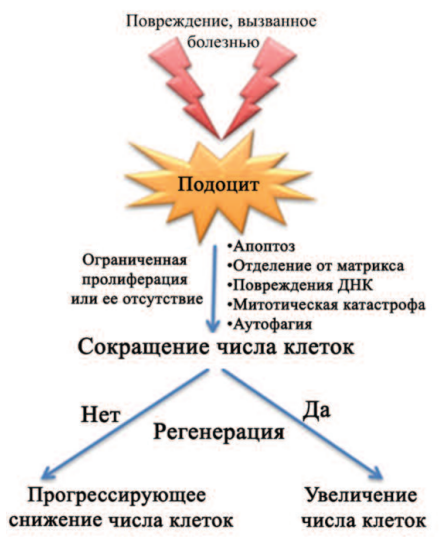 Повреждение, вызванное
болезнью
Подоцит
Ограниченная
пролиферация
или ее отсутствие
•Апоптоз
•Отделение от матрикса
•Повреждения ДНК
•Митотическая катастрофа
•Аутофагия
Сокращение числа клеток
Нет
Да
Регенерация
Прогрессирующее
снижение числа клеток
Увеличение
числа клеток